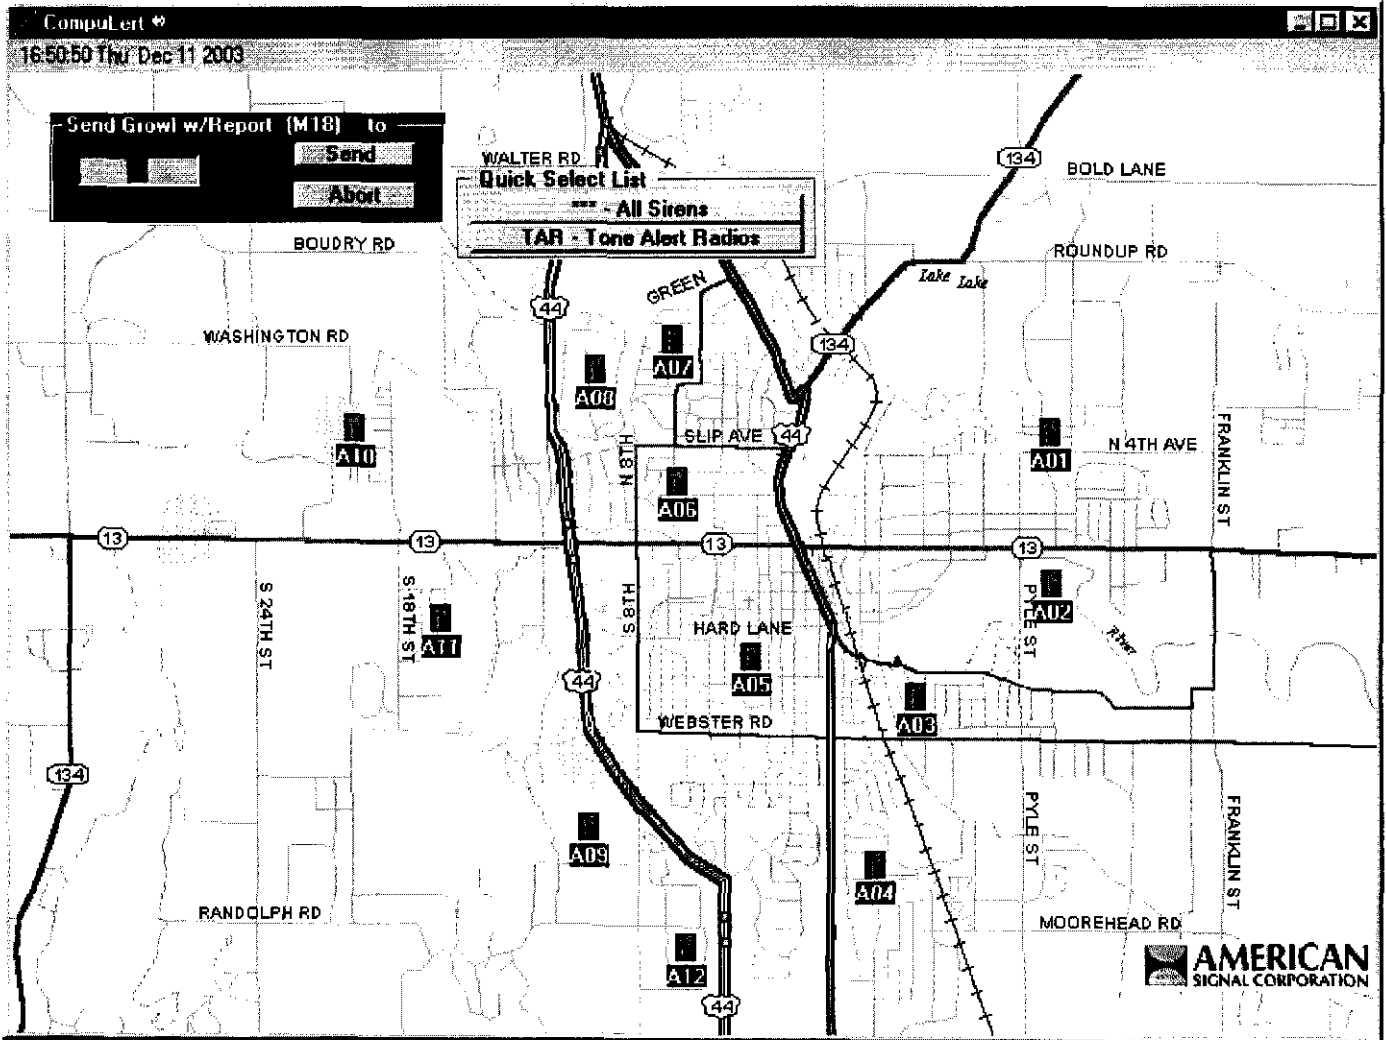 CompuLert
16:50:50 Thu Dec 11 2003
Send Growl w/Report (M18) to
Send
Abort
WALTER RD
Quick Select List
*** - All Sirens
TAR - Tone Alert Radios
134
BOLD LANE
BOUDRY RD
ROUNDUP RD
Lake Lake
GREEN
44
WASHINGTON RD
134
A07
A08
A10
SLIP AVE
44
N 8TH
A01
N 4TH AVE
FRANKLIN ST
A06
13
13
13
13
S 24TH ST
S 18TH ST
A11
S 8TH
HARD LANE
A05
PYLE ST
A02
River
44
A03
WEBSTER RD
134
A09
A04
PYLE ST
FRANKLIN ST
RANDOLPH RD
MOOREHEAD RD
A12
44
AMERICAN
SIGNAL CORPORATION